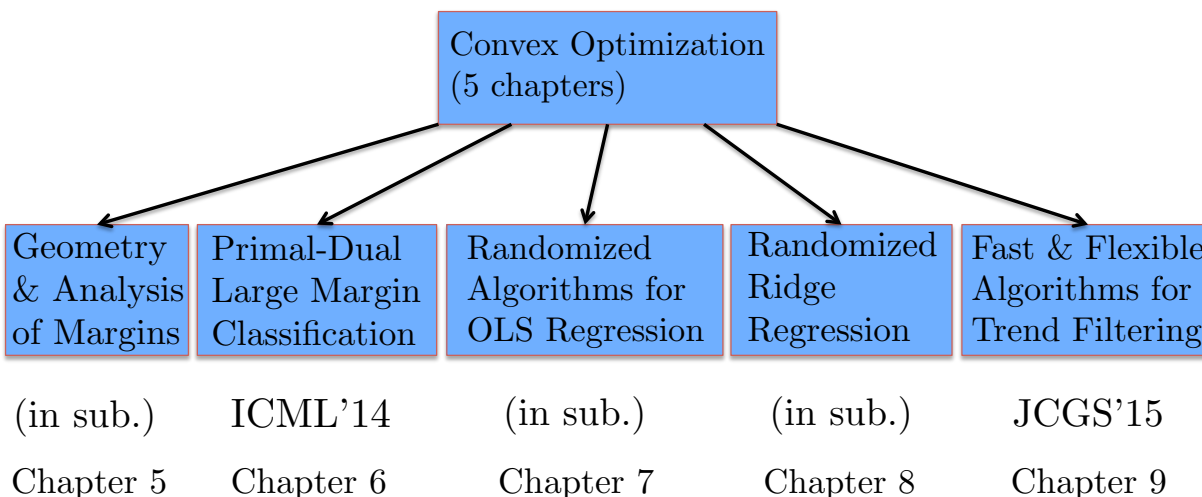 Convex Optimization
(5 chapters)
Geometry
& Analysis
of Margins
Primal-Dual
Large Margin
Classification
Randomized
Algorithms for
OLS Regression
Randomized
Ridge
Regression
Fast & Flexible
Algorithms for
Trend Filtering
(in sub.)
ICML'14
(in sub.)
(in sub.)
JCGS'15
Chapter 5
Chapter 6
Chapter 7
Chapter 8
Chapter 9